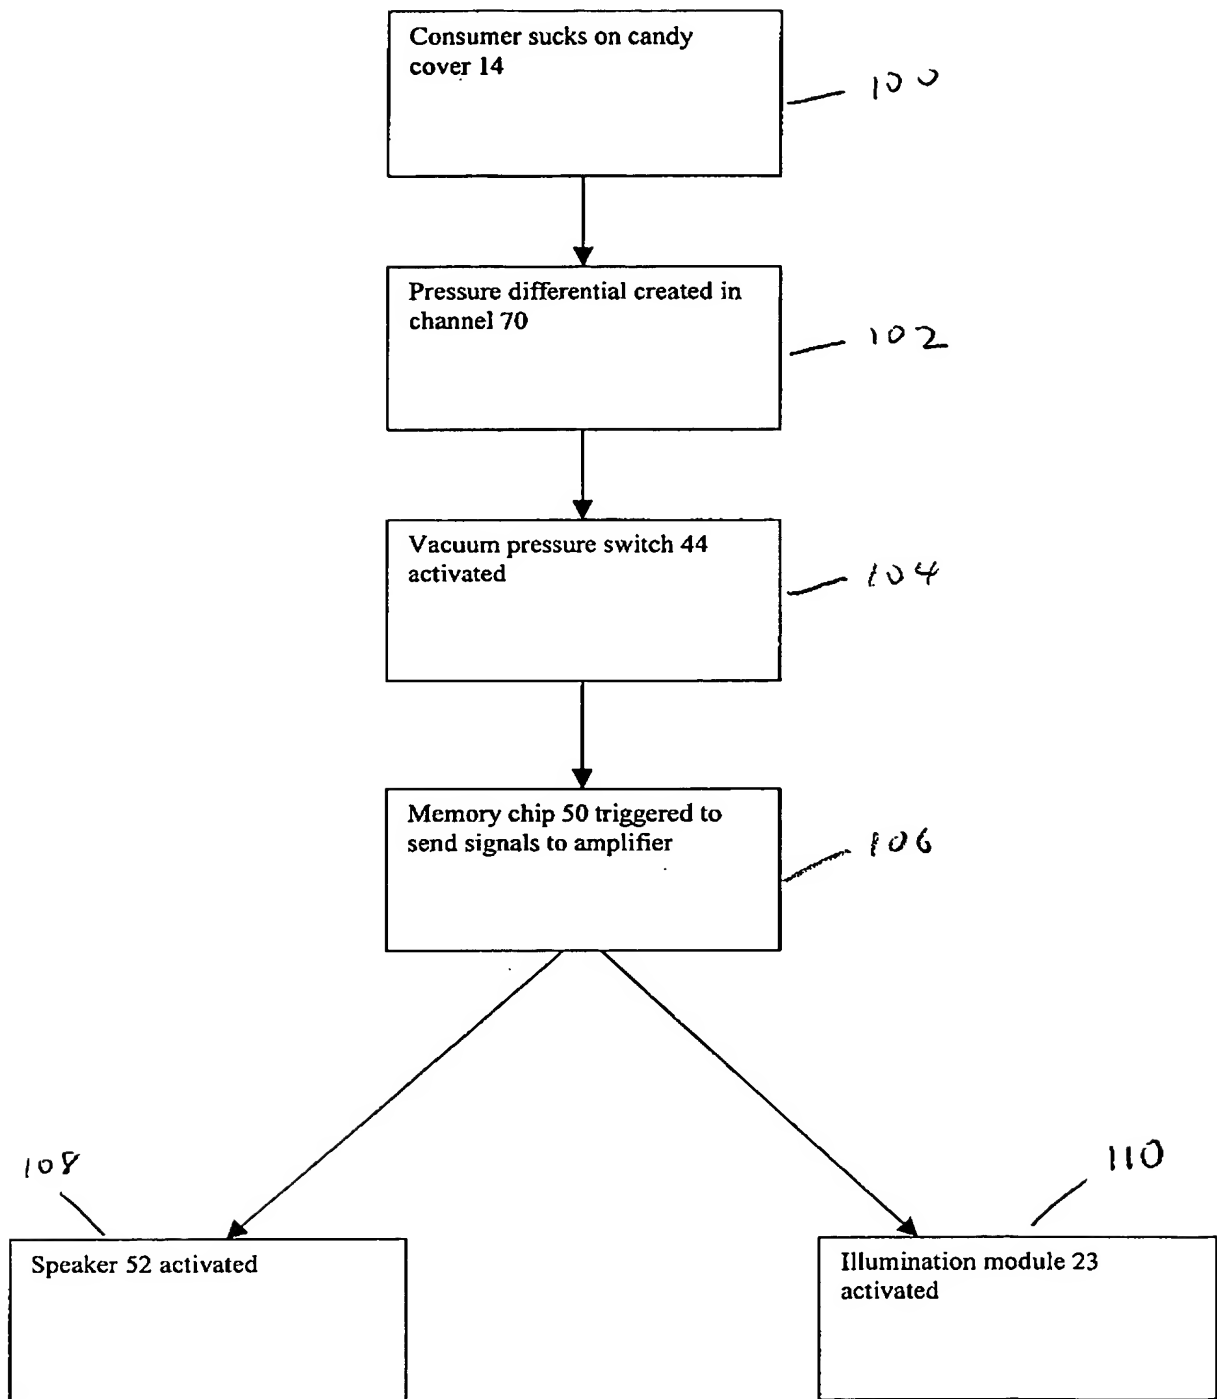 Consumer sucks on candy
cover 14
100
Pressure differential created in
channel 70
102
Vacuum pressure switch 44
activated
104
Memory chip 50 triggered to
send signals to amplifier
106
108
110
Speaker 52 activated
Illumination module 23
activated